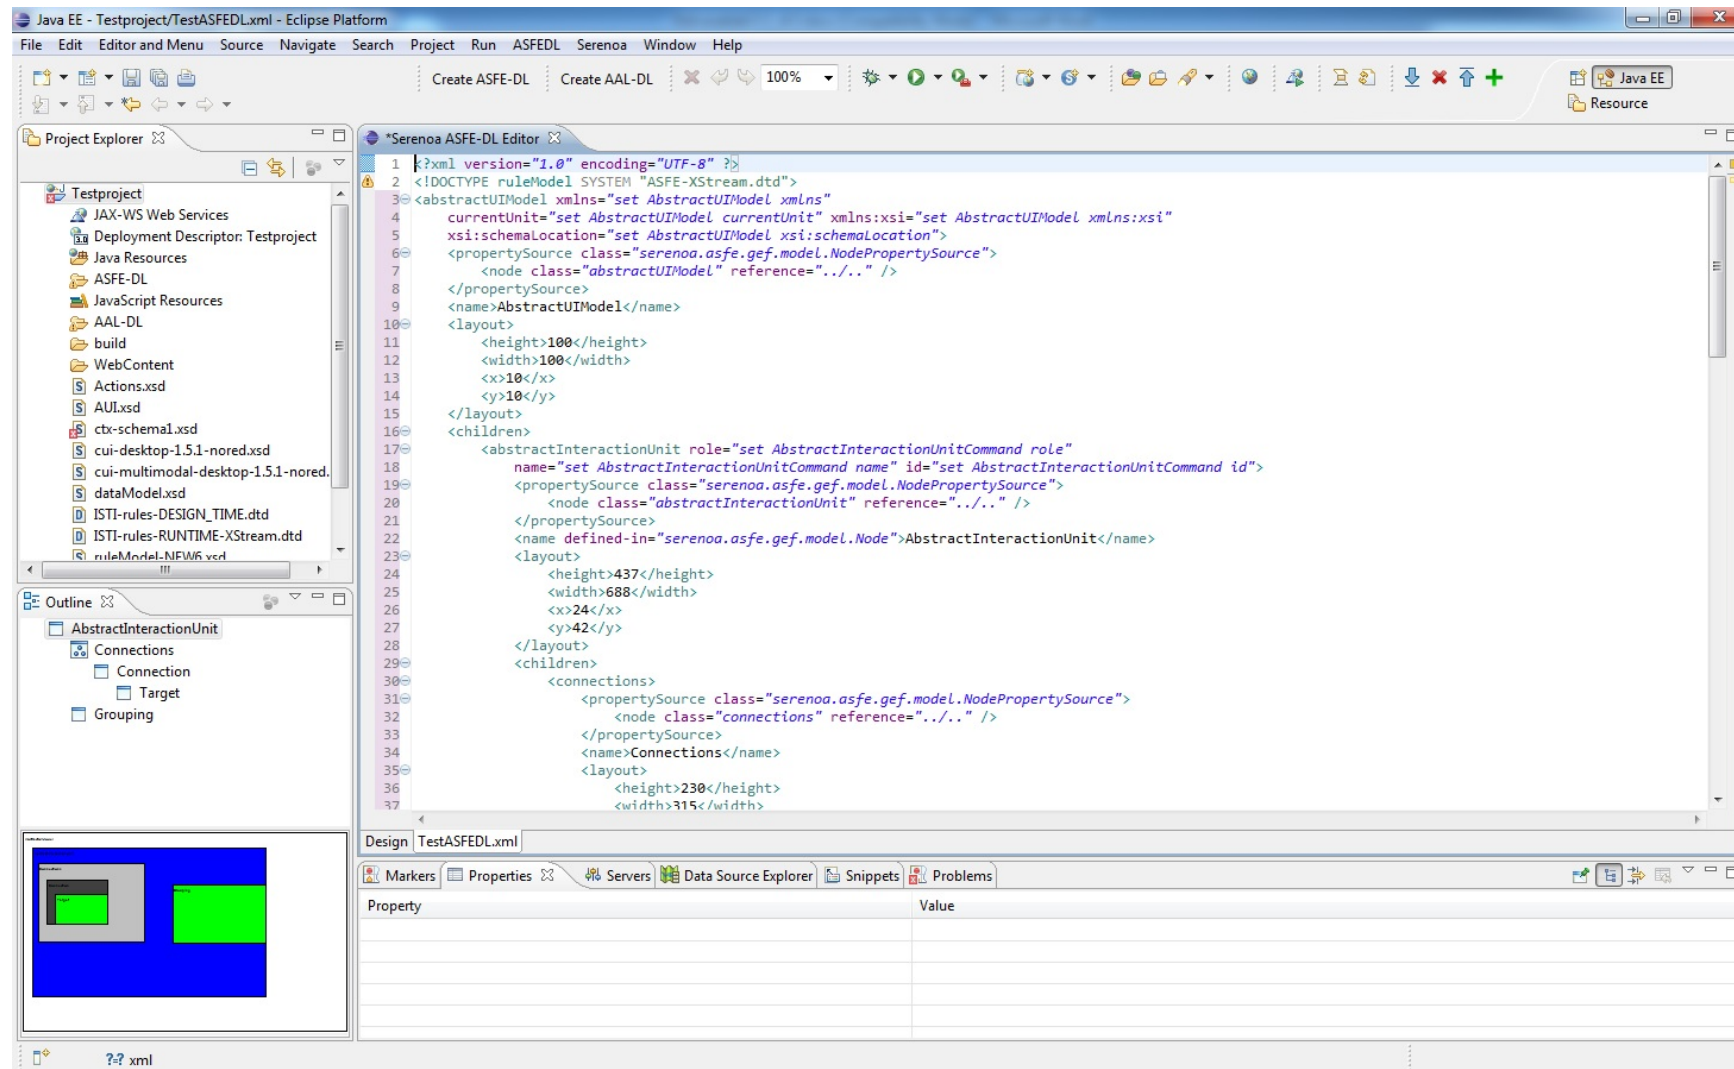 Java EE - Testproject/TestASFEDL.xml - Eclipse Platform
File Edit Editor and Menu Source Navigate Search Project Run ASFEDL Serenoa Window Help
Create ASFE-DL Create AAL-DL 100% Java EE
Resource
Project Explorer
Testproject
JAX-WS Web Services
Deployment Descriptor: Testproject
Java Resources
ASFE-DL
JavaScript Resources
AAL-DL
build
WebContent
Actions.xsd
AUI.xsd
ctx-schema1.xsd
cui-desktop-1.5.1-nored.xsd
cui-multimodal-desktop-1.5.1-nored.
dataModel.xsd
ISTI-rules-DESIGN_TIME.dtd
ISTI-rules-RUNTIME-XStream.dtd
ruleModel-NEW6.xsd
Outline
AbstractInteractionUnit
Connections
Connection
Target
Grouping
*Serenoa ASFE-DL Editor
1 <?xml version="1.0" encoding="UTF-8" ?>
2 <!DOCTYPE ruleModel SYSTEM "ASFE-XStream.dtd">
3 <abstractUIModel xmlns="set AbstractUIModel xmlns"
4 currentUnit="set AbstractUIModel currentUnit" xmlns:xsi="set AbstractUIModel xmlns:xsi"
5 xsi:schemaLocation="set AbstractUIModel xsi:schemaLocation">
6 <propertySource class="serenoa.asfe.gef.model.NodePropertySource">
7 <node class="abstractUIModel" reference="../.." />
8 </propertySource>
9 <name>AbstractUIModel</name>
10 <layout>
11 <height>100</height>
12 <width>100</width>
13 <x>10</x>
14 <y>10</y>
15 </layout>
16 <children>
17 <abstractInteractionUnit role="set AbstractInteractionUnitCommand role"
18 name="set AbstractInteractionUnitCommand name" id="set AbstractInteractionUnitCommand id">
19 <propertySource class="serenoa.asfe.gef.model.NodePropertySource">
20 <node class="abstractInteractionUnit" reference="../.." />
21 </propertySource>
22 <name defined-in="serenoa.asfe.gef.model.Node">AbstractInteractionUnit</name>
23 <layout>
24 <height>437</height>
25 <width>688</width>
26 <x>24</x>
27 <y>42</y>
28 </layout>
29 <children>
30 <connections>
31 <propertySource class="serenoa.asfe.gef.model.NodePropertySource">
32 <node class="connections" reference="../.." />
33 </propertySource>
34 <name>Connections</name>
35 <layout>
36 <height>230</height>
37 <width>315</width>
Design TestASFEDL.xml
Markers Properties Servers Data Source Explorer Snippets Problems
Property Value
xml